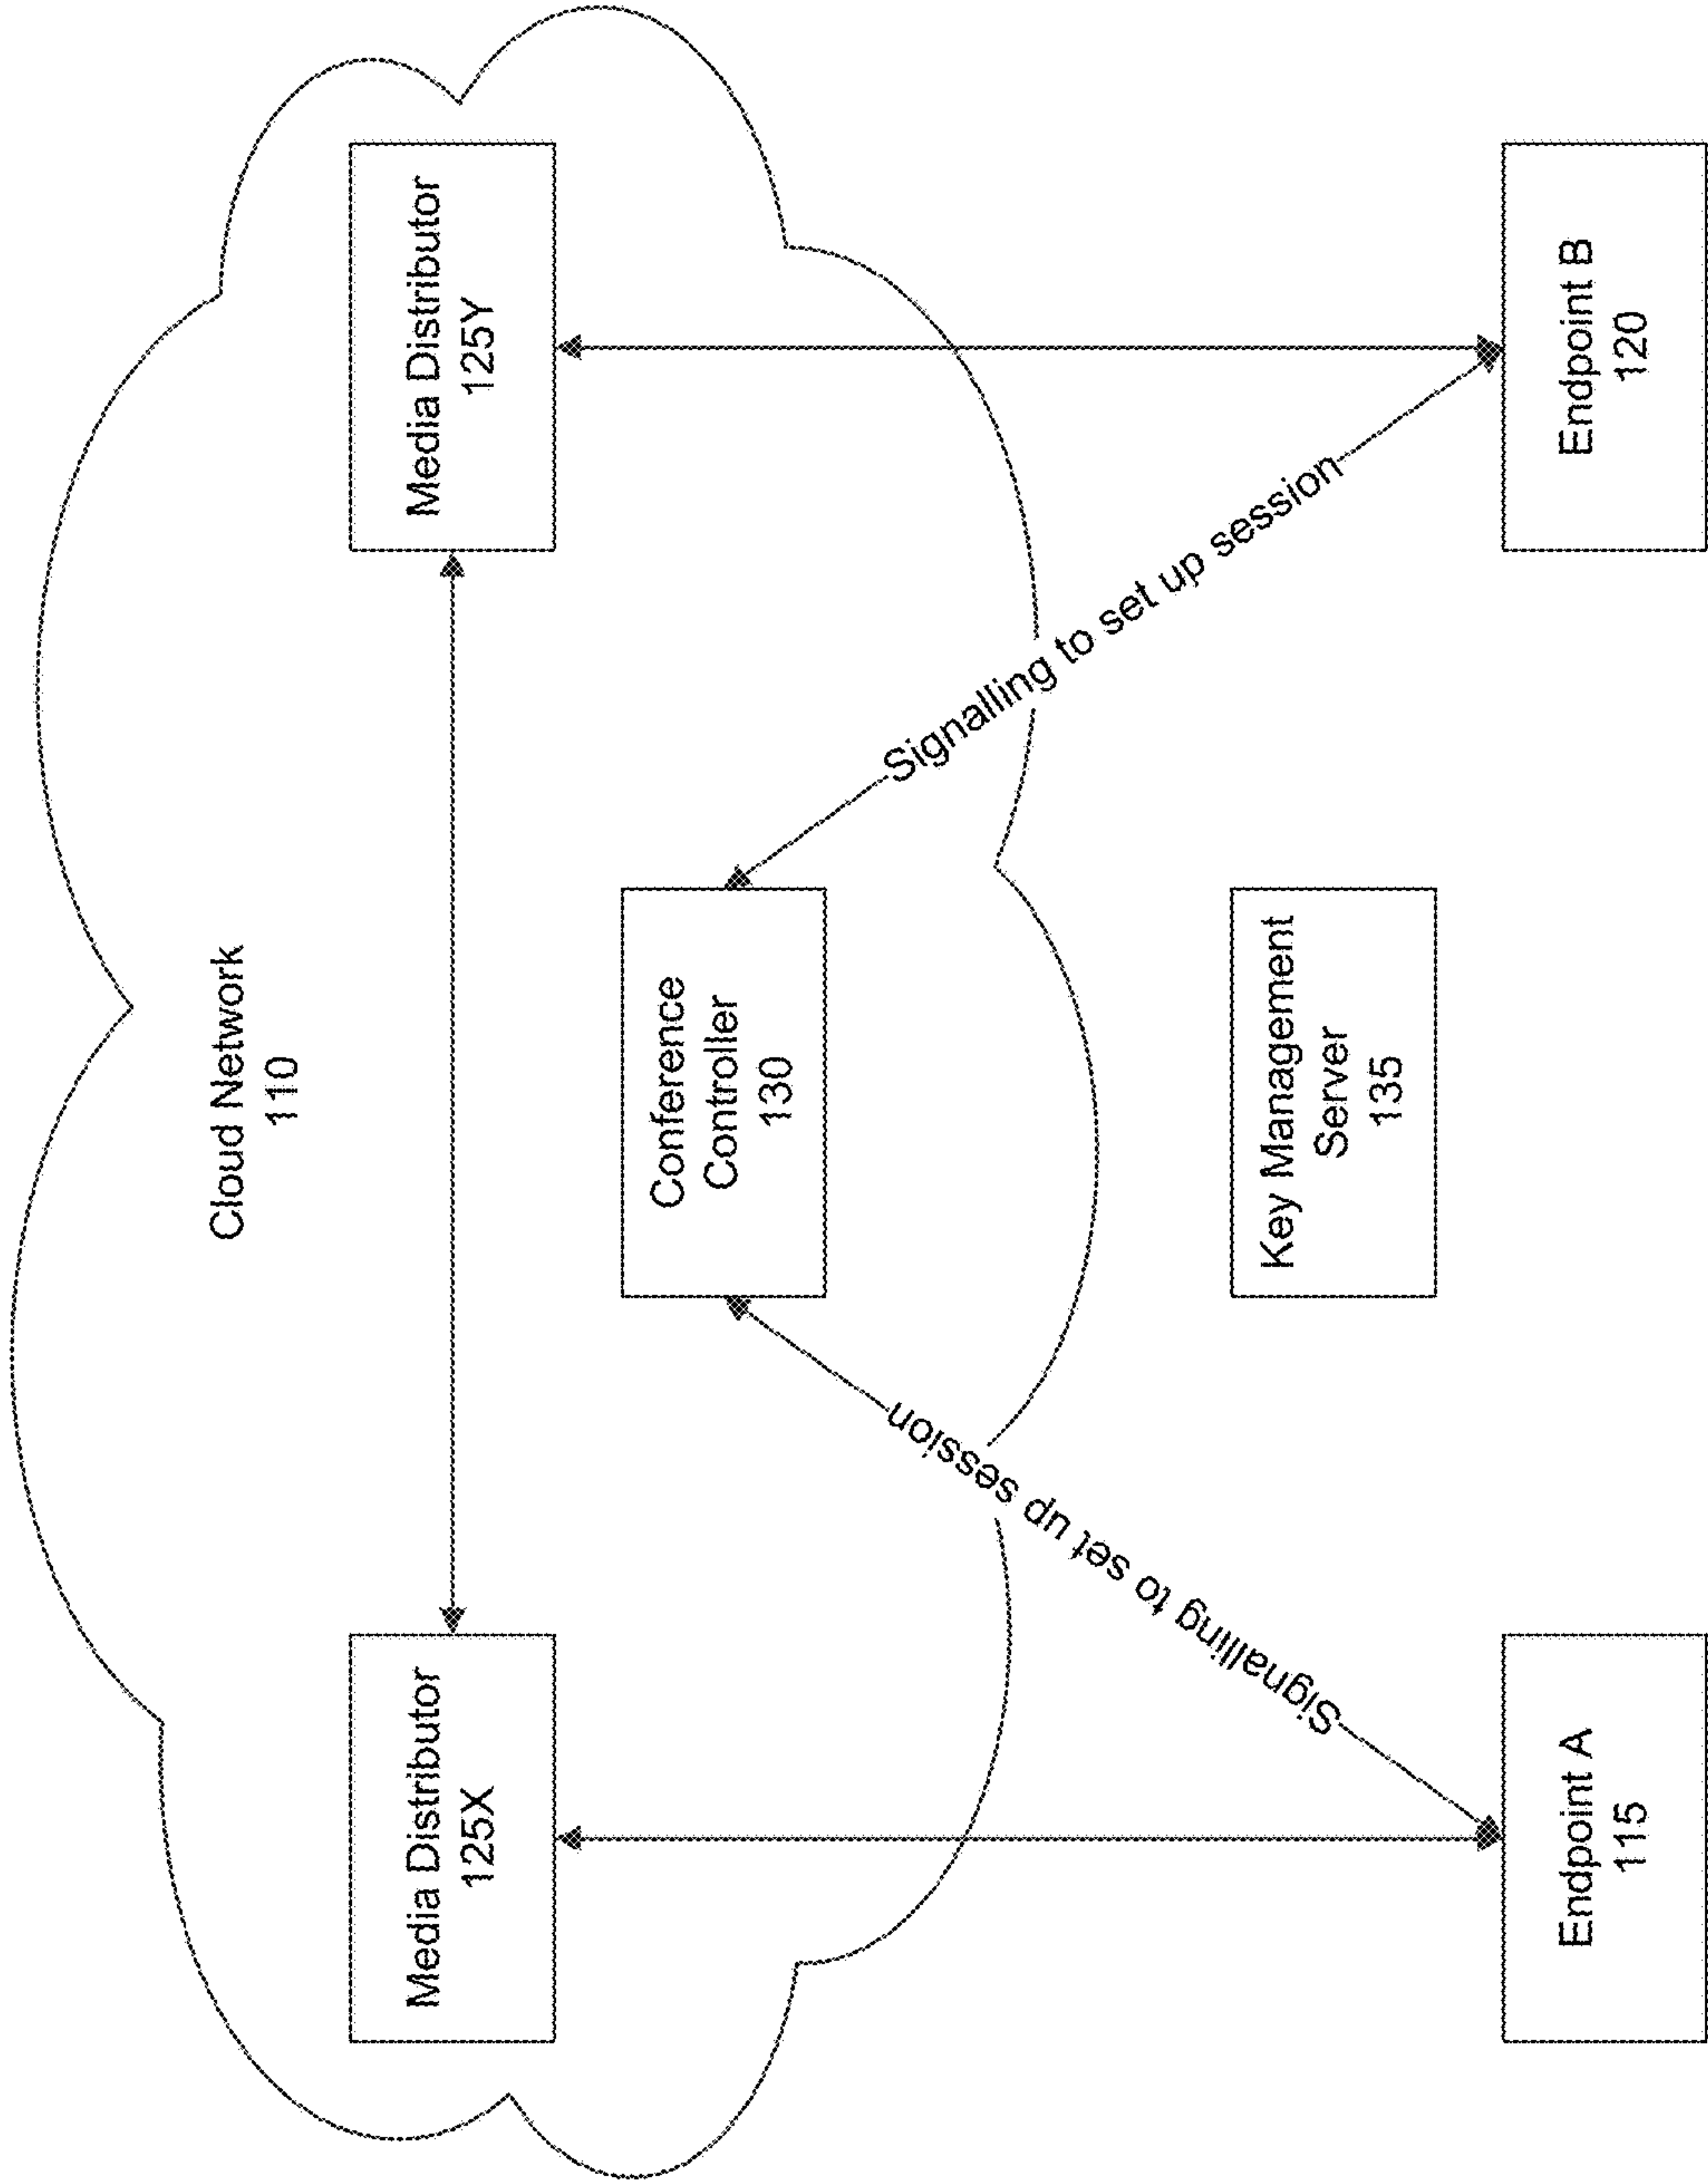 Cloud Network
110
Media Distributor
125X
Media Distributor
125Y
Conference
Controller
130
Signalling to set up session
Signalling to set up session
Key Management
Server
135
Endpoint A
115
Endpoint B
120